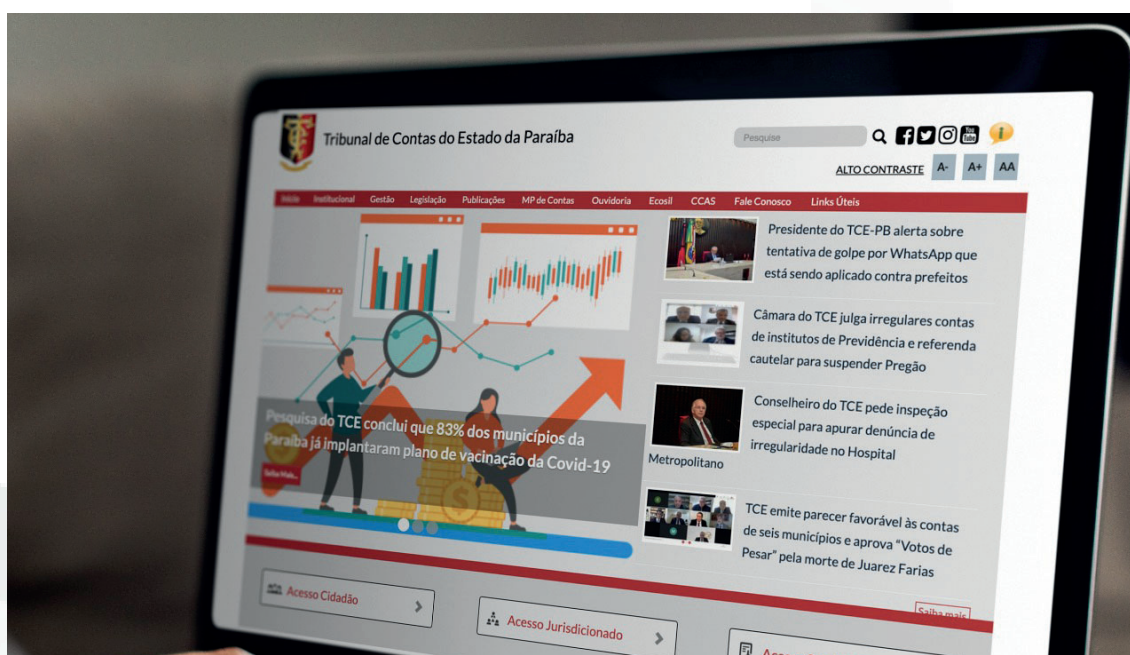 Tribunal de Contas do Estado da Paraíba
Pesquise
You
Tube
ALTO CONTRASTE A- A+ AA
Início Institucional Gestão Legislação Publicações MP de Contas Ouvidoria Ecosil CCAS Fale Conosco Links Úteis
Pesquisa do TCE conclui que 83% dos municípios da
Paraíba já implantaram plano de vacinação da Covid-19
Saiba Mais...
Presidente do TCE-PB alerta sobre
tentativa de golpe por WhatsApp que
está sendo aplicado contra prefeitos
Câmara do TCE julga irregulares contas
de institutos de Previdência e referenda
cautelar para suspender Pregão
Conselheiro do TCE pede inspeção
especial para apurar denúncia de
irregularidade no Hospital
Metropolitano
TCE emite parecer favorável às contas
de seis municípios e aprova “Votos de
Pesar” pela morte de Juarez Farias
Saiba mais
Acesso Cidadão
Acesso Jurisdicionado